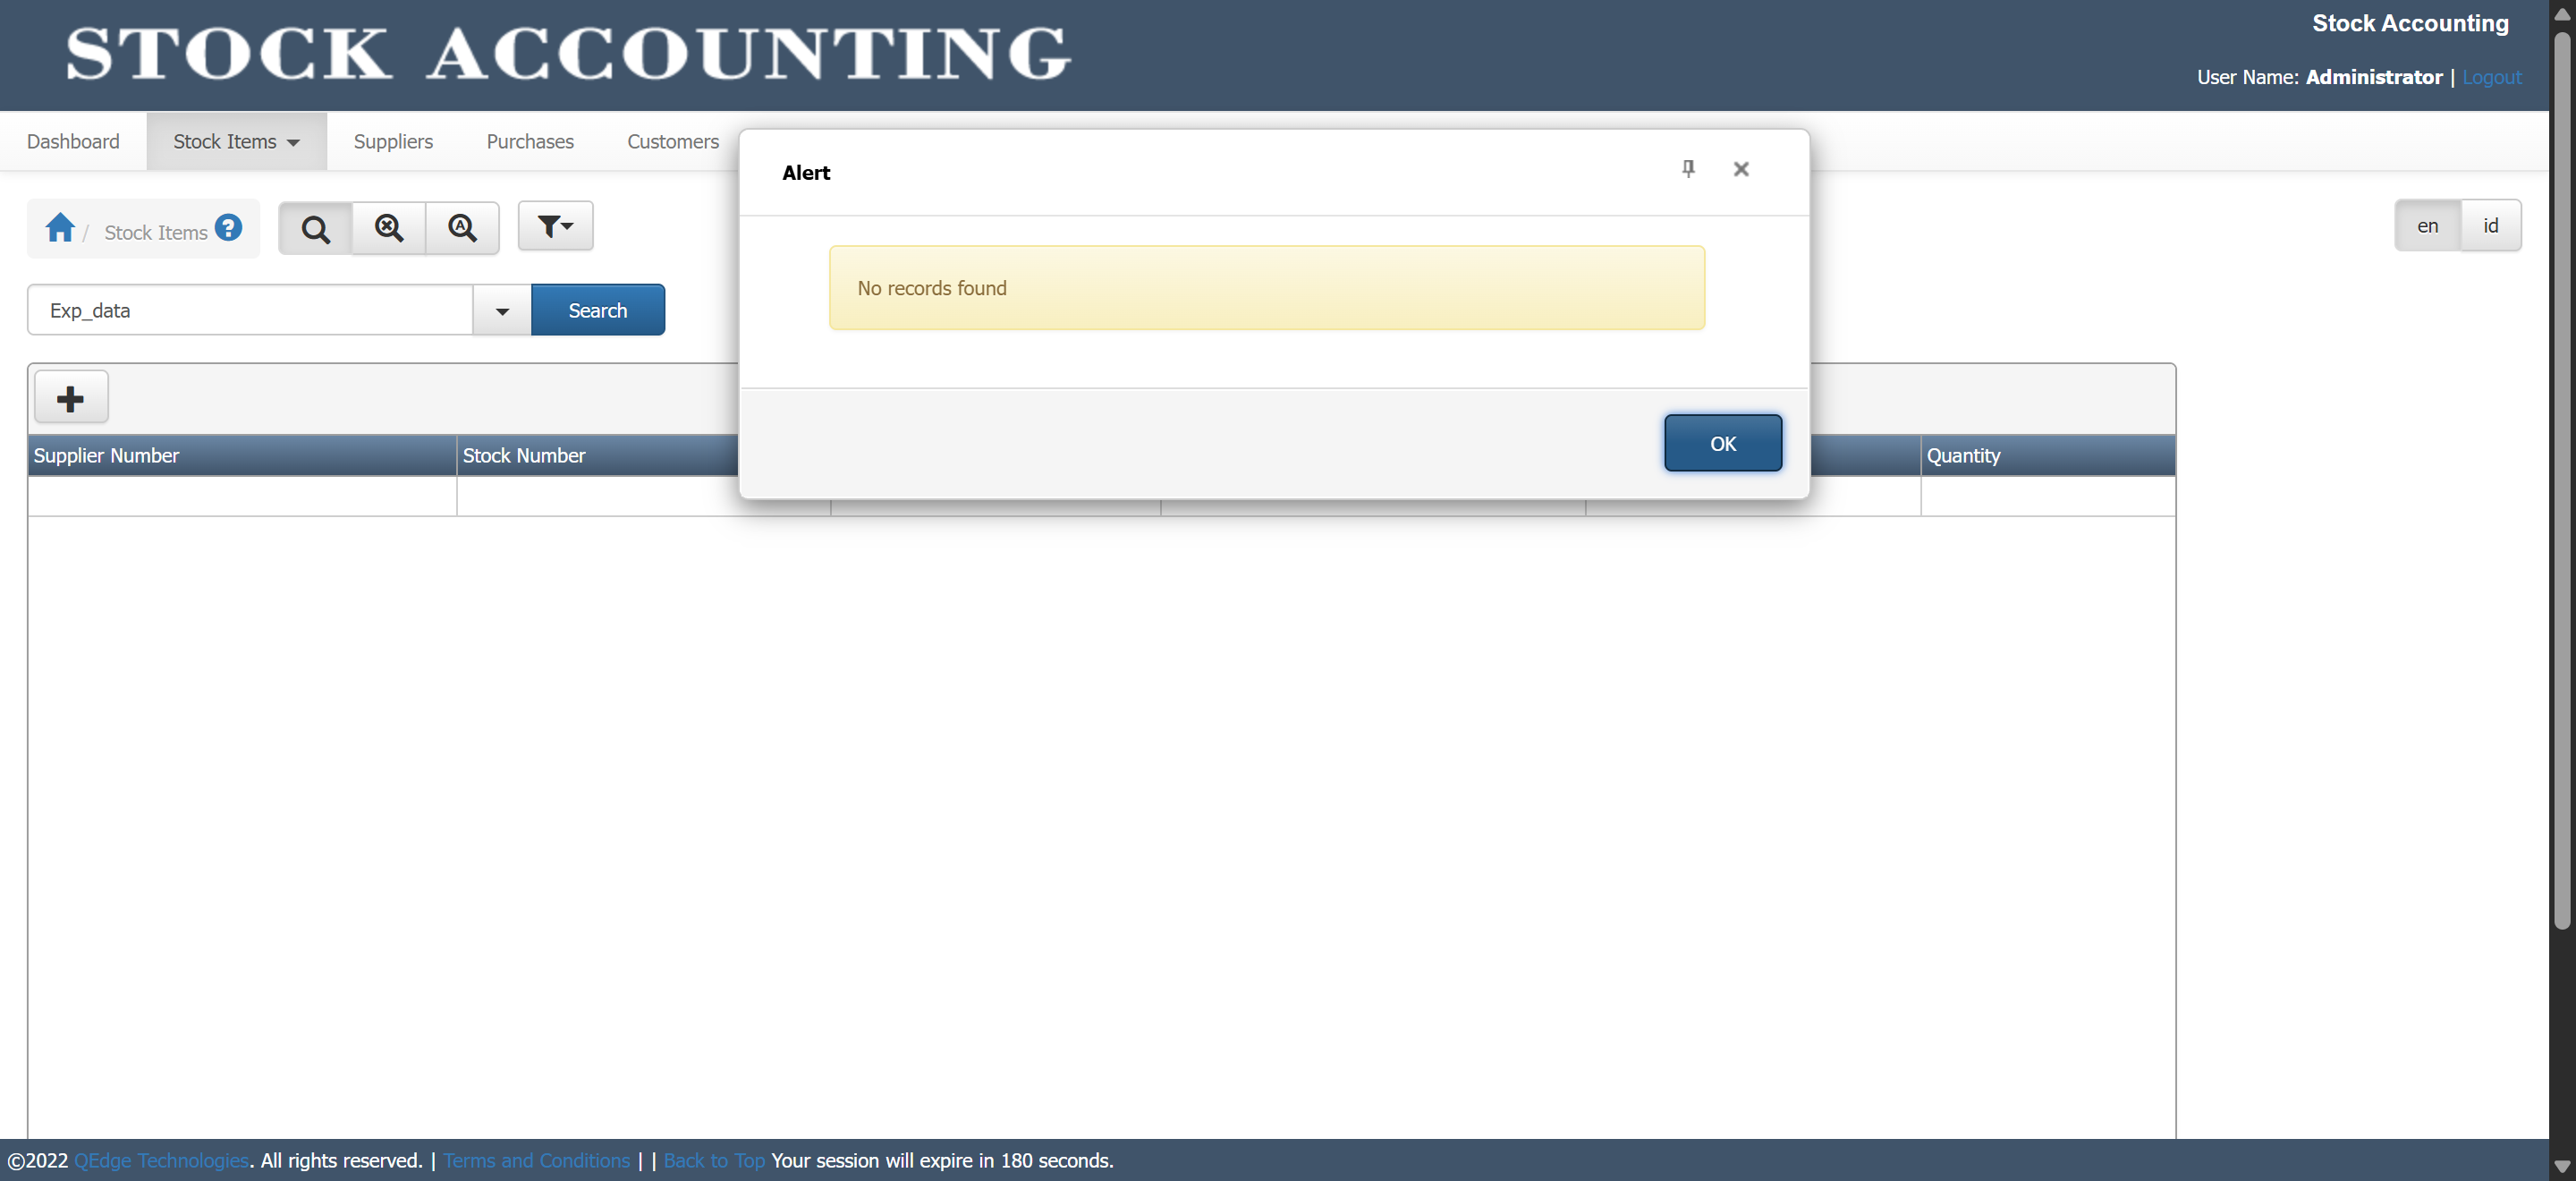 STOCK ACCOUNTING
Stock Accounting
User Name: Administrator | Logout
Dashboard
Stock Items
Suppliers
Purchases
Customers
Alert
/ Stock Items ?
A
en
id
No records found
Exp_data
Search
OK
Supplier Number
Stock Number
Quantity
©2022 QEdge Technologies. All rights reserved. | Terms and Conditions | | Back to Top Your session will expire in 180 seconds.